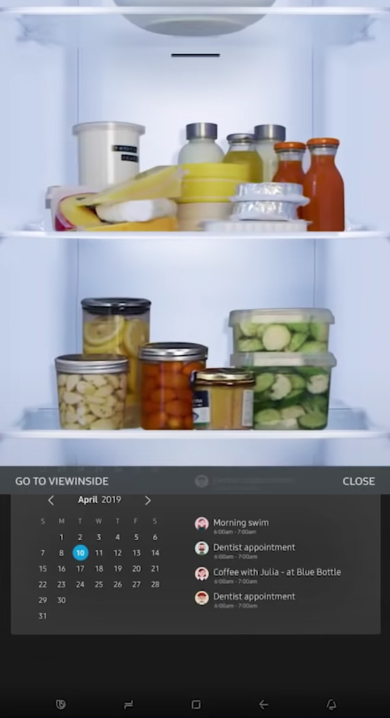 GO TO VIEWINSIDE
CLOSE
April 2019
S M T W T F S
1 2 3 4 5 6
7 8 10 11 12 13 14
15 16 17 18 19 20 21
22 23 24 25 26 27 28
29 30
31
Morning swim
6:00am - 7:00am
Dentist appointment
6:00am - 7:00am
Coffee with Julia - at Blue Bottle
6:00am - 7:00am
Dentist appointment
6:00am - 7:00am